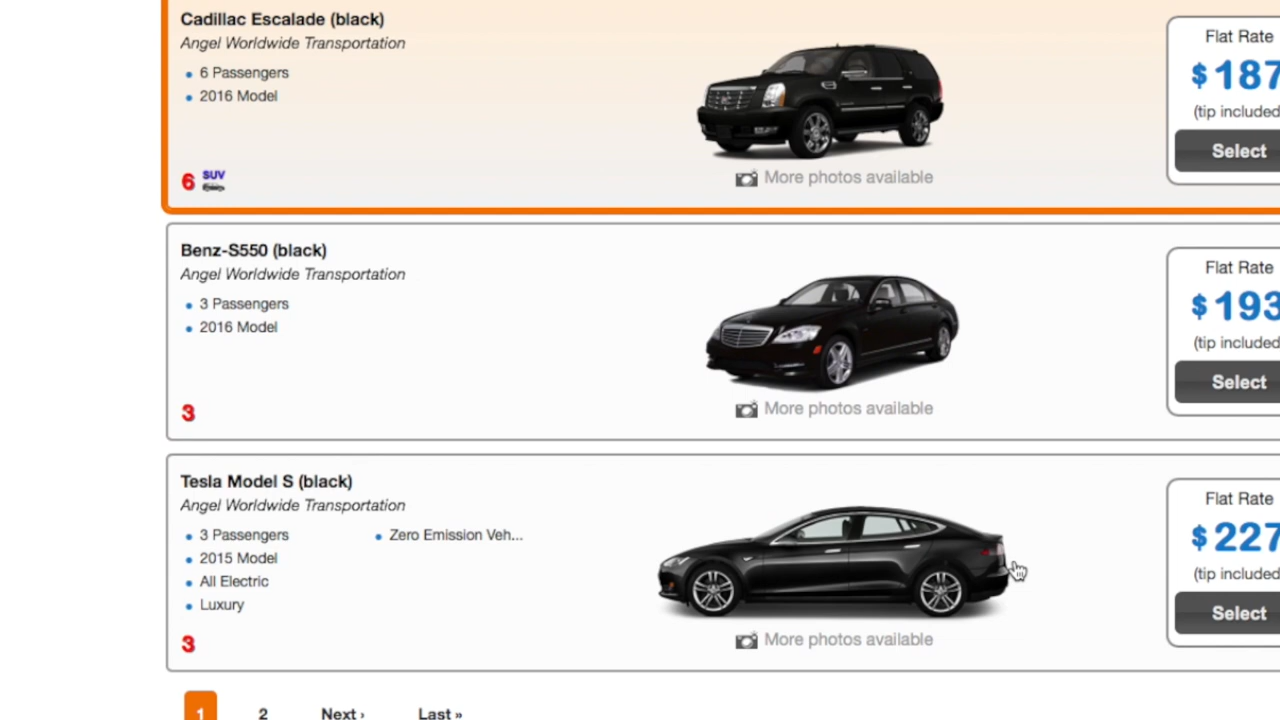 Cadillac Escalade (black)
Angel Worldwide Transportation
6 Passengers
2016 Model
6 SUV
More photos available
Flat Rate
$187
(tip included
Select
Benz-S550 (black)
Angel Worldwide Transportation
3 Passengers
2016 Model
3
More photos available
Flat Rate
$193
(tip included
Select
Tesla Model S (black)
Angel Worldwide Transportation
3 Passengers
Zero Emission Veh...
2015 Model
All Electric
Luxury
3
More photos available
Flat Rate
$227
(tip included
Select
1 2 Next › Last »